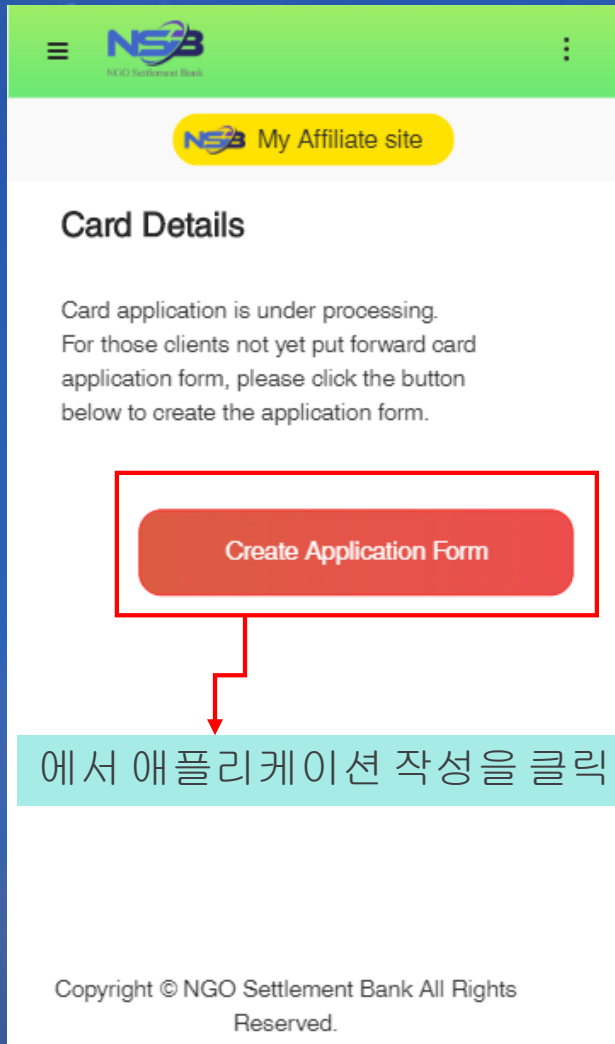 NSB
NGO Settlement Bank
NSB My Affiliate site
Card Details
Card application is under processing.
For those clients not yet put forward card
application form, please click the button
below to create the application form.
Create Application Form
에서 애플리케이션 작성을 클릭
Copyright © NGO Settlement Bank All Rights
Reserved.